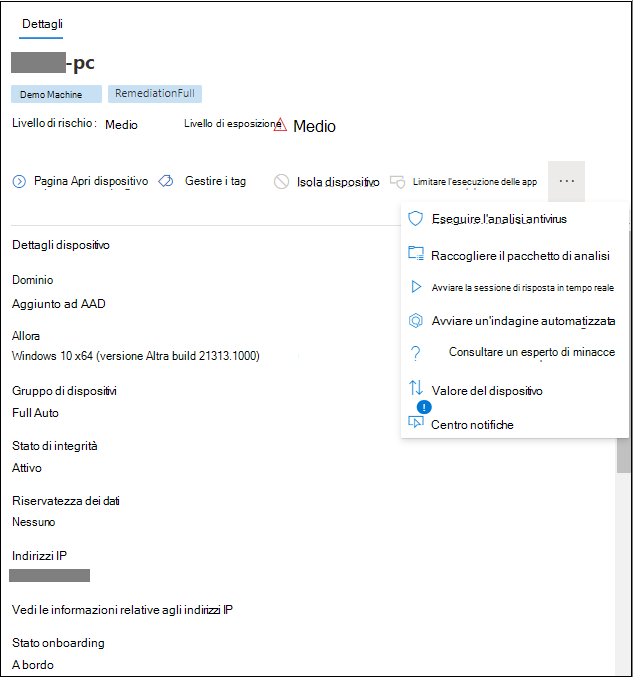 Dettagli
-pc
Demo Machine RemediationFull
Livello di rischio: Medio Livello di esposizione Medio
Pagina Apri dispositivo Gestire i tag Isola dispositivo Limitare l'esecuzione delle app ...
Eseguire l'analisi antivirus
Raccogliere il pacchetto di analisi
Avviare la sessione di risposta in tempo reale
Avviare un'indagine automatizzata
Consultare un esperto di minacce
Valore del dispositivo
Centro notifiche
Dettagli dispositivo
Dominio
Aggiunto ad AAD
Allora
Windows 10 x64 (versione Altra build 21313.1000)
Gruppo di dispositivi
Full Auto
Stato di integrità
Attivo
Riservatezza dei dati
Nessuno
Indirizzi IP
Vedi le informazioni relative agli indirizzi IP
Stato onboarding
A bordo